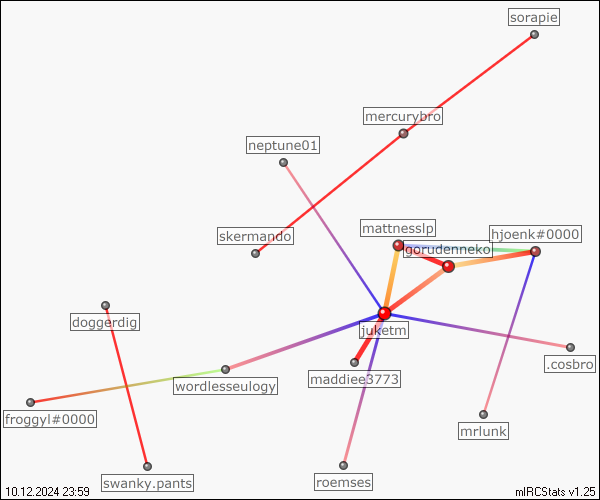 sorapie
mercurybro
neptune01
mattnesslp
hjoenk#0000
skermando
gorudenneko
doggerdig
juketm
.cosbro
maddiee3773
wordlesseulogy
froggyl#0000
mrlunk
swanky.pants
roemses
10.12.2024 23:59
mIRCStats v1.25